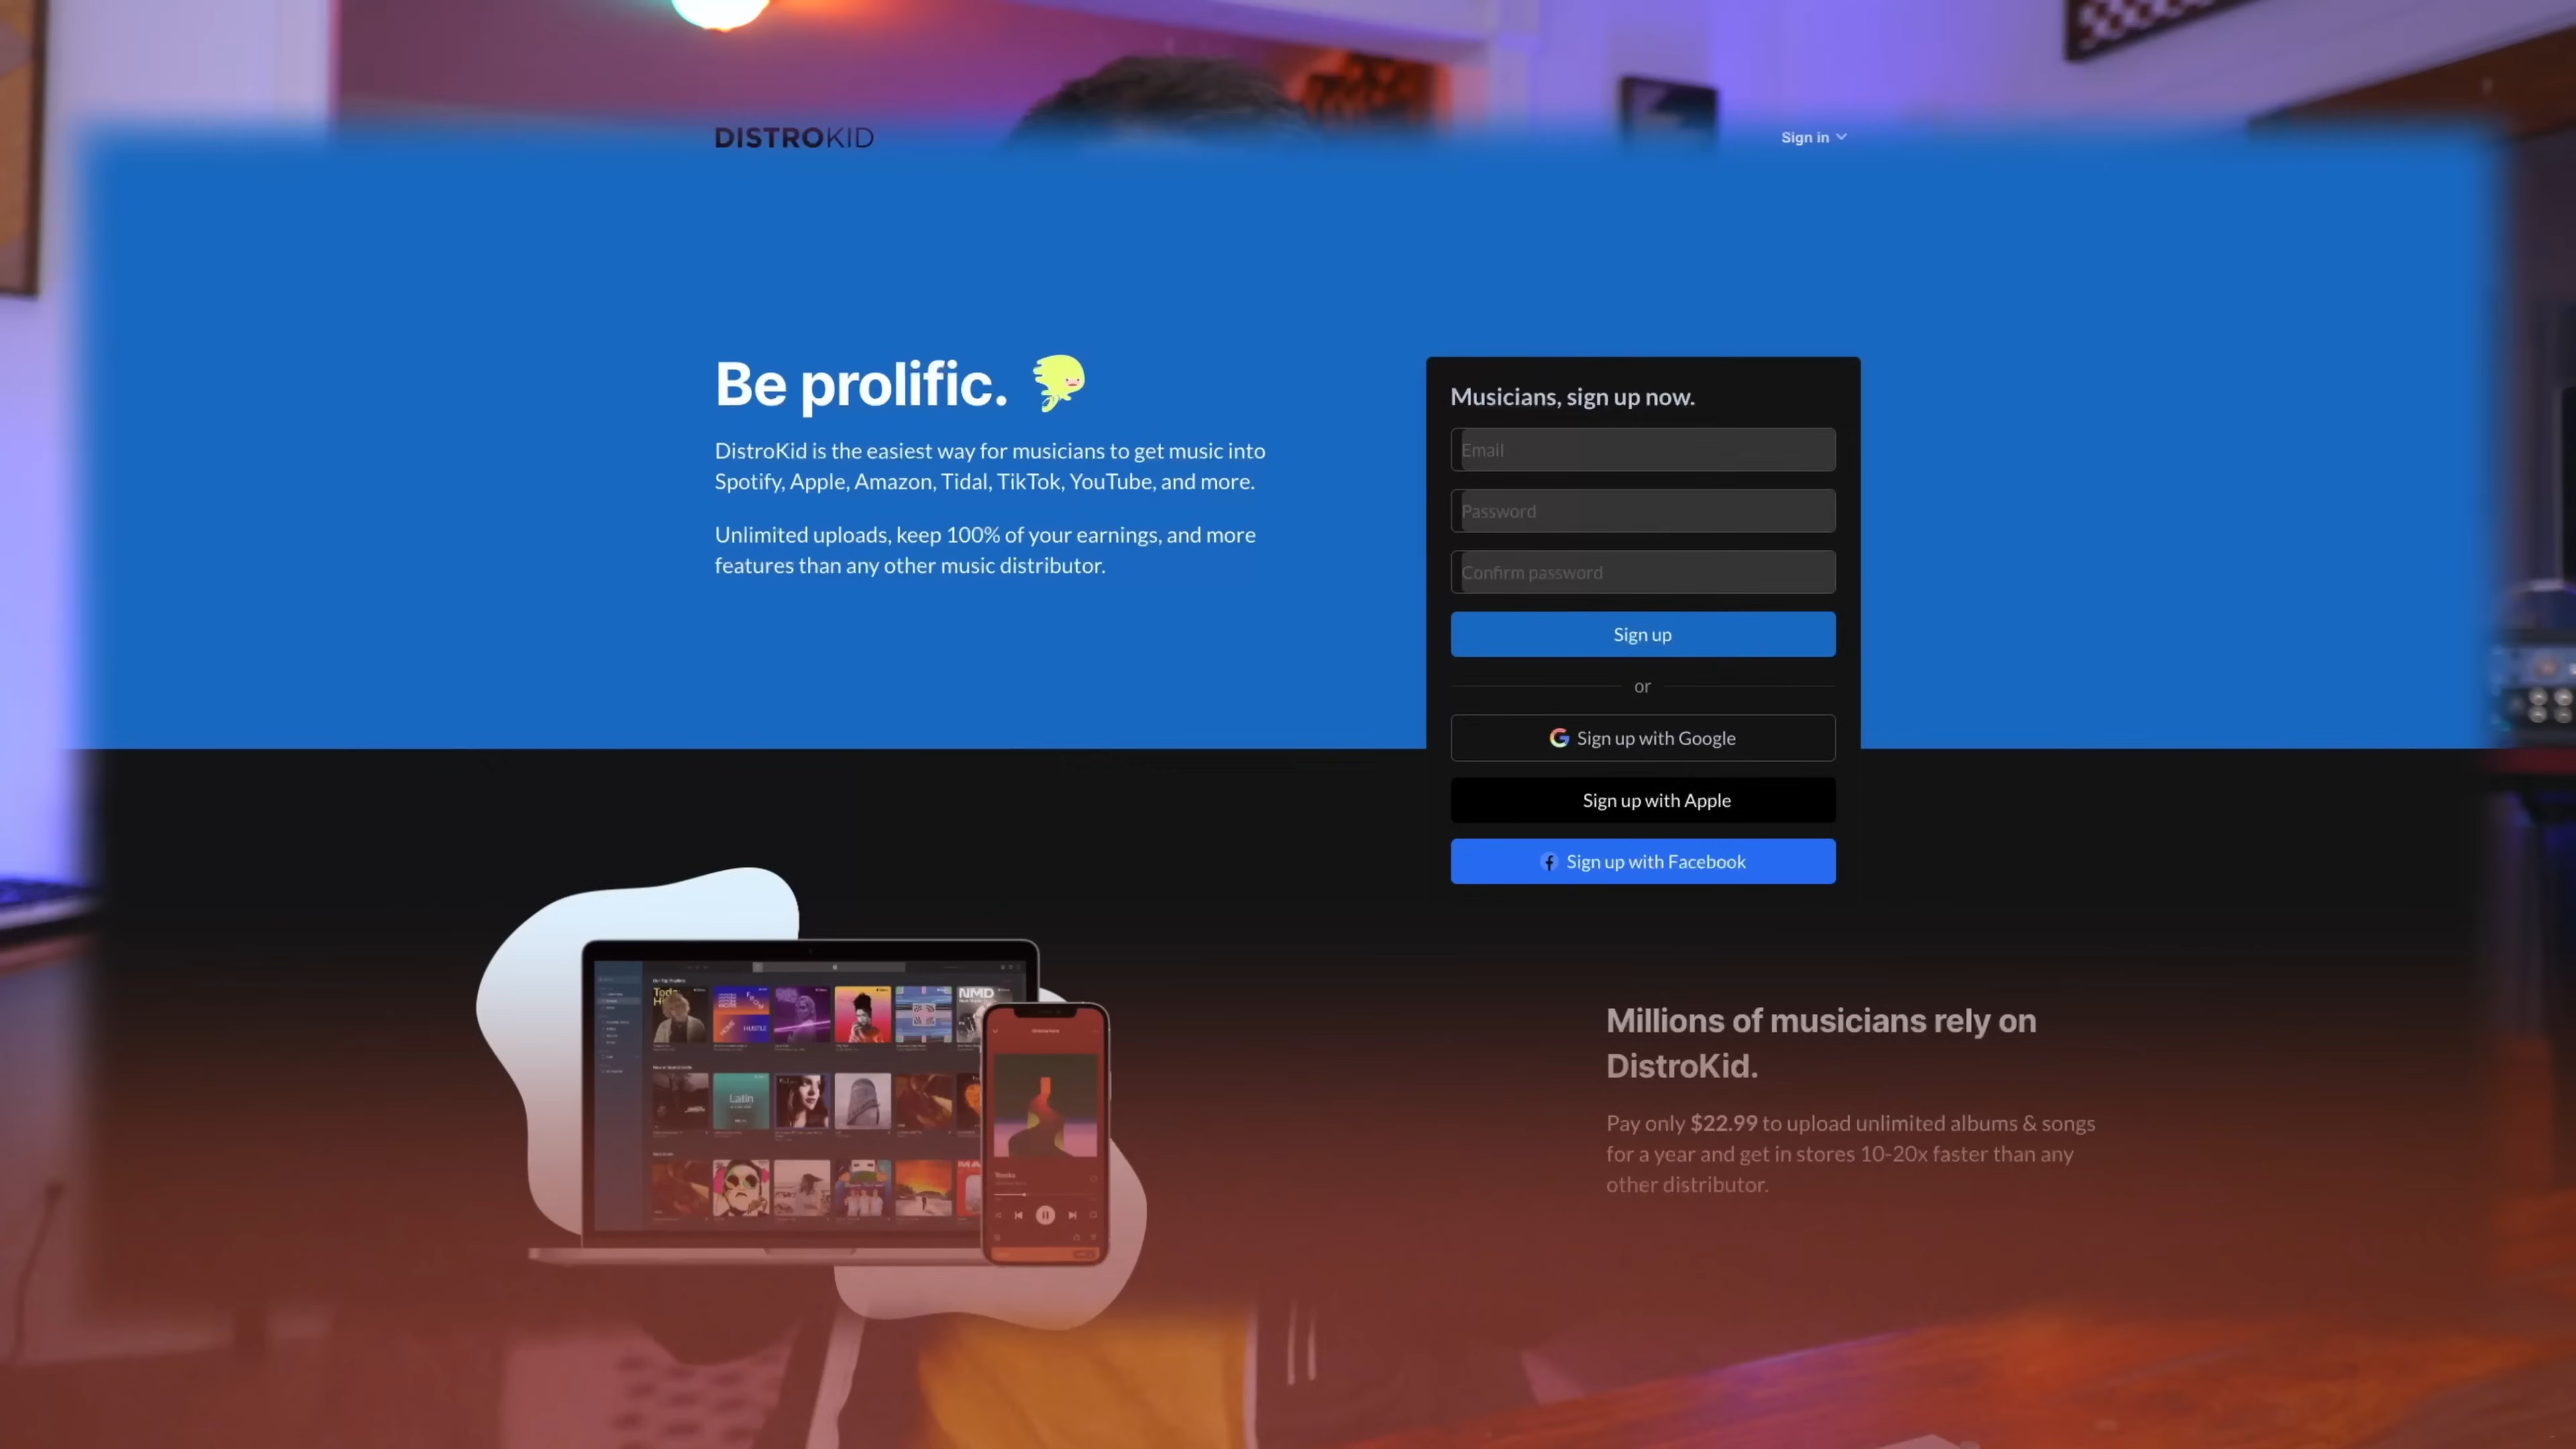 DISTROKID
Sign in
Be prolific.
DistroKid is the easiest way for musicians to get music into
Spotify, Apple, Amazon, Tidal, TikTok, YouTube, and more.
Unlimited uploads, keep 100% of your earnings, and more
features than any other music distributor.
Musicians, sign up now.
Email
Password
Confirm password
Sign up
or
Sign up with Google
Sign up with Apple
Sign up with Facebook
NMD
HUSTLE
Latin
Millions of musicians rely on
DistroKid.
Pay only $22.99 to upload unlimited albums & songs
for a year and get in stores 10-20x faster than any
other distributor.